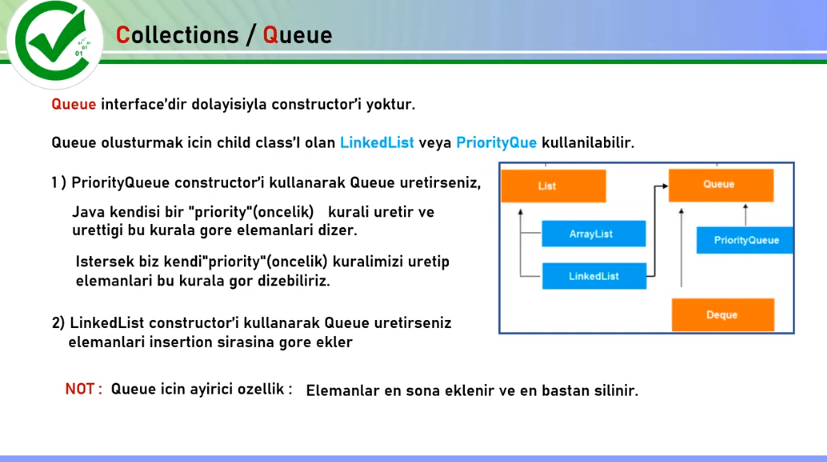 Collections / Queue
Queue interface'dir dolayisiyla constructor'i yoktur.
Queue olusturmak icin child class'I olan LinkedList veya PriorityQue kullanilabilir.
1 ) PriorityQueue constructor'i kullanarak Queue uretirseniz,
Java kendisi bir "priority"(oncelik) kurali uretir ve
urettigi bu kurala gore elemanlari dizer.
Istersek biz kendi"priority"(oncelik) kuralimizi uretip
elemanlari bu kurala gor dizebiliriz.
2) LinkedList constructor'i kullanarak Queue uretirseniz
elemanlari insertion sirasina gore ekler
List
Queue
ArrayList
PriorityQueue
LinkedList
Deque
NOT : Queue icin ayirici ozellik : Elemanlar en sona eklenir ve en bastan silinir.